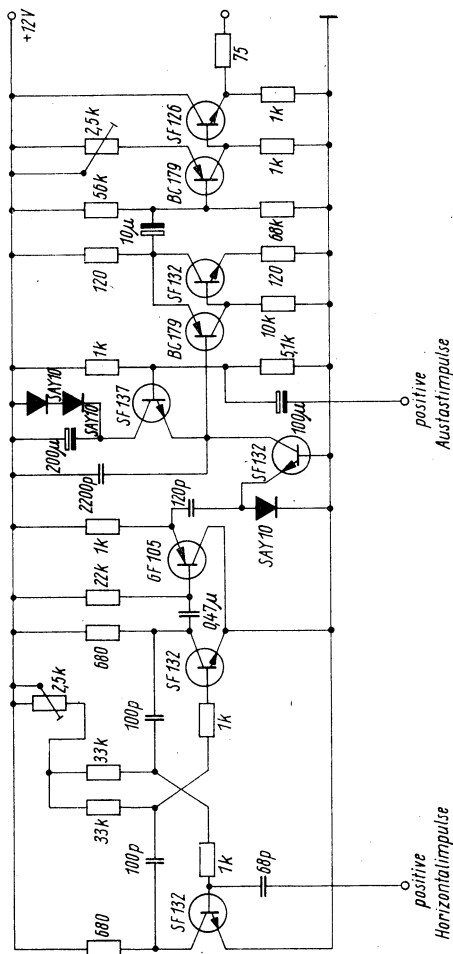 680
100p
SF132
1k
68p
positive
Horizontalimpulse
33k
33k
2,5k
100p
1k
SF132
680
0,47µ
22k
GF105
1k
120p
SAY10
SF132
2200p
200µ
SAY10
SAY10
SF137
1k
5,1k
100µ
positive
Austastimpulse
BC179
10k
120
SF132
120
10µ
56k
68k
BC179
2,5k
1k
SF126
1k
75
+12V